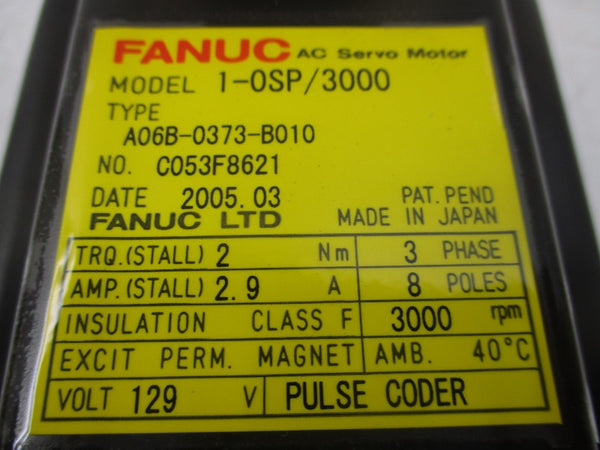 FANUC AC Servo Motor
MODEL 1-0SP/3000
TYPE
A06B-0373-B010
NO. C053F8621
DATE 2005.03 PAT. PEND
FANUC LTD MADE IN JAPAN
TRQ.(STALL) 2 Nm 3 PHASE
AMP.(STALL) 2.9 A 8 POLES
INSULATION CLASS F 3000 rpm
EXCIT PERM. MAGNET AMB. 40°C
VOLT 129 V PULSE CODER